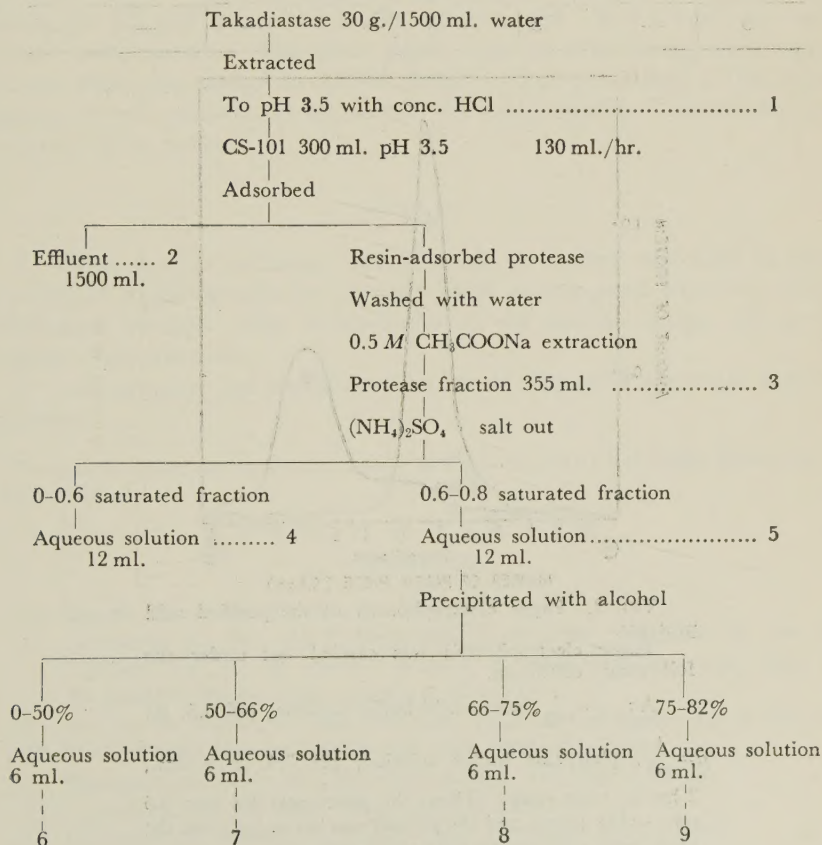 Takadiastase 30 g./1500 ml. water
Extracted
To pH 3.5 with conc. HCl ................................... 1
CS-101 300 ml. pH 3.5 130 ml./hr.
Adsorbed
Effluent ...... 2 Resin-adsorbed protease
1500 ml.
Washed with water
0.5 M CH₃COONa extraction
Protease fraction 355 ml. ..................... 3
(NH₄)₂SO₄ salt out
0–0.6 saturated fraction 0.6–0.8 saturated fraction
Aqueous solution ......... 4 Aqueous solution ........................ 5
12 ml. 12 ml.
Precipitated with alcohol
0–50% 50–66% 66–75% 75–82%
Aqueous solution Aqueous solution Aqueous solution Aqueous solution
6 ml. 6 ml. 6 ml. 6 ml.
6 7 8 9